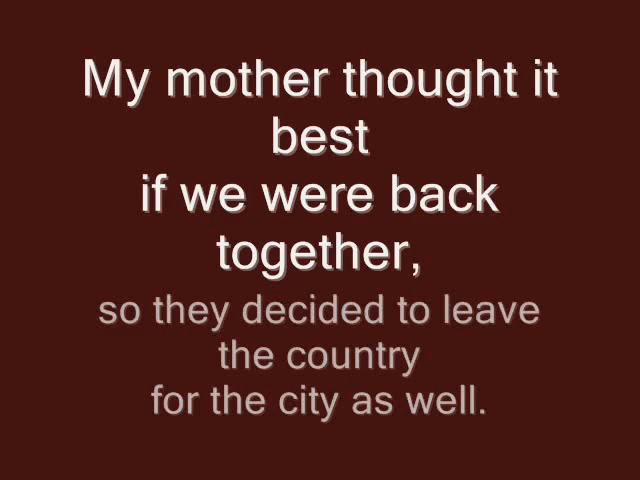 My mother thought it
best
if we were back
together,
so they decided to leave
the country
for the city as well.